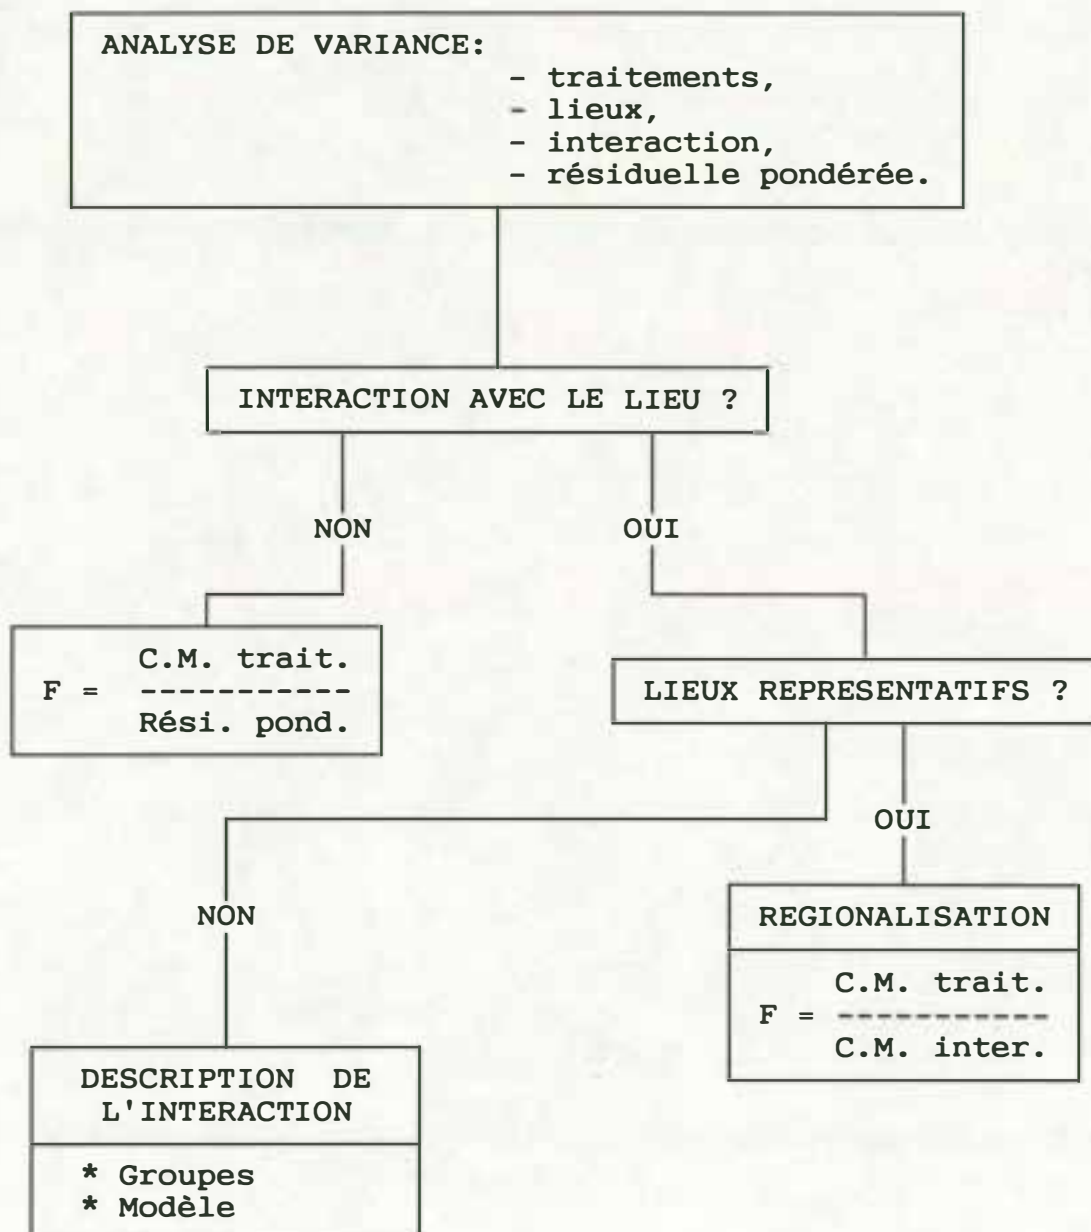 ANALYSE DE VARIANCE:
- traitements,
- lieux,
- interaction,
- résiduelle pondérée.
INTERACTION AVEC LE LIEU ?
NON
OUI
C.M. trait.
F = -----------
Rési. pond.
LIEUX REPRESENTATIFS ?
OUI
NON
REGIONALISATION
C.M. trait.
F = -----------
C.M. inter.
DESCRIPTION DE
L'INTERACTION
* Groupes
* Modèle